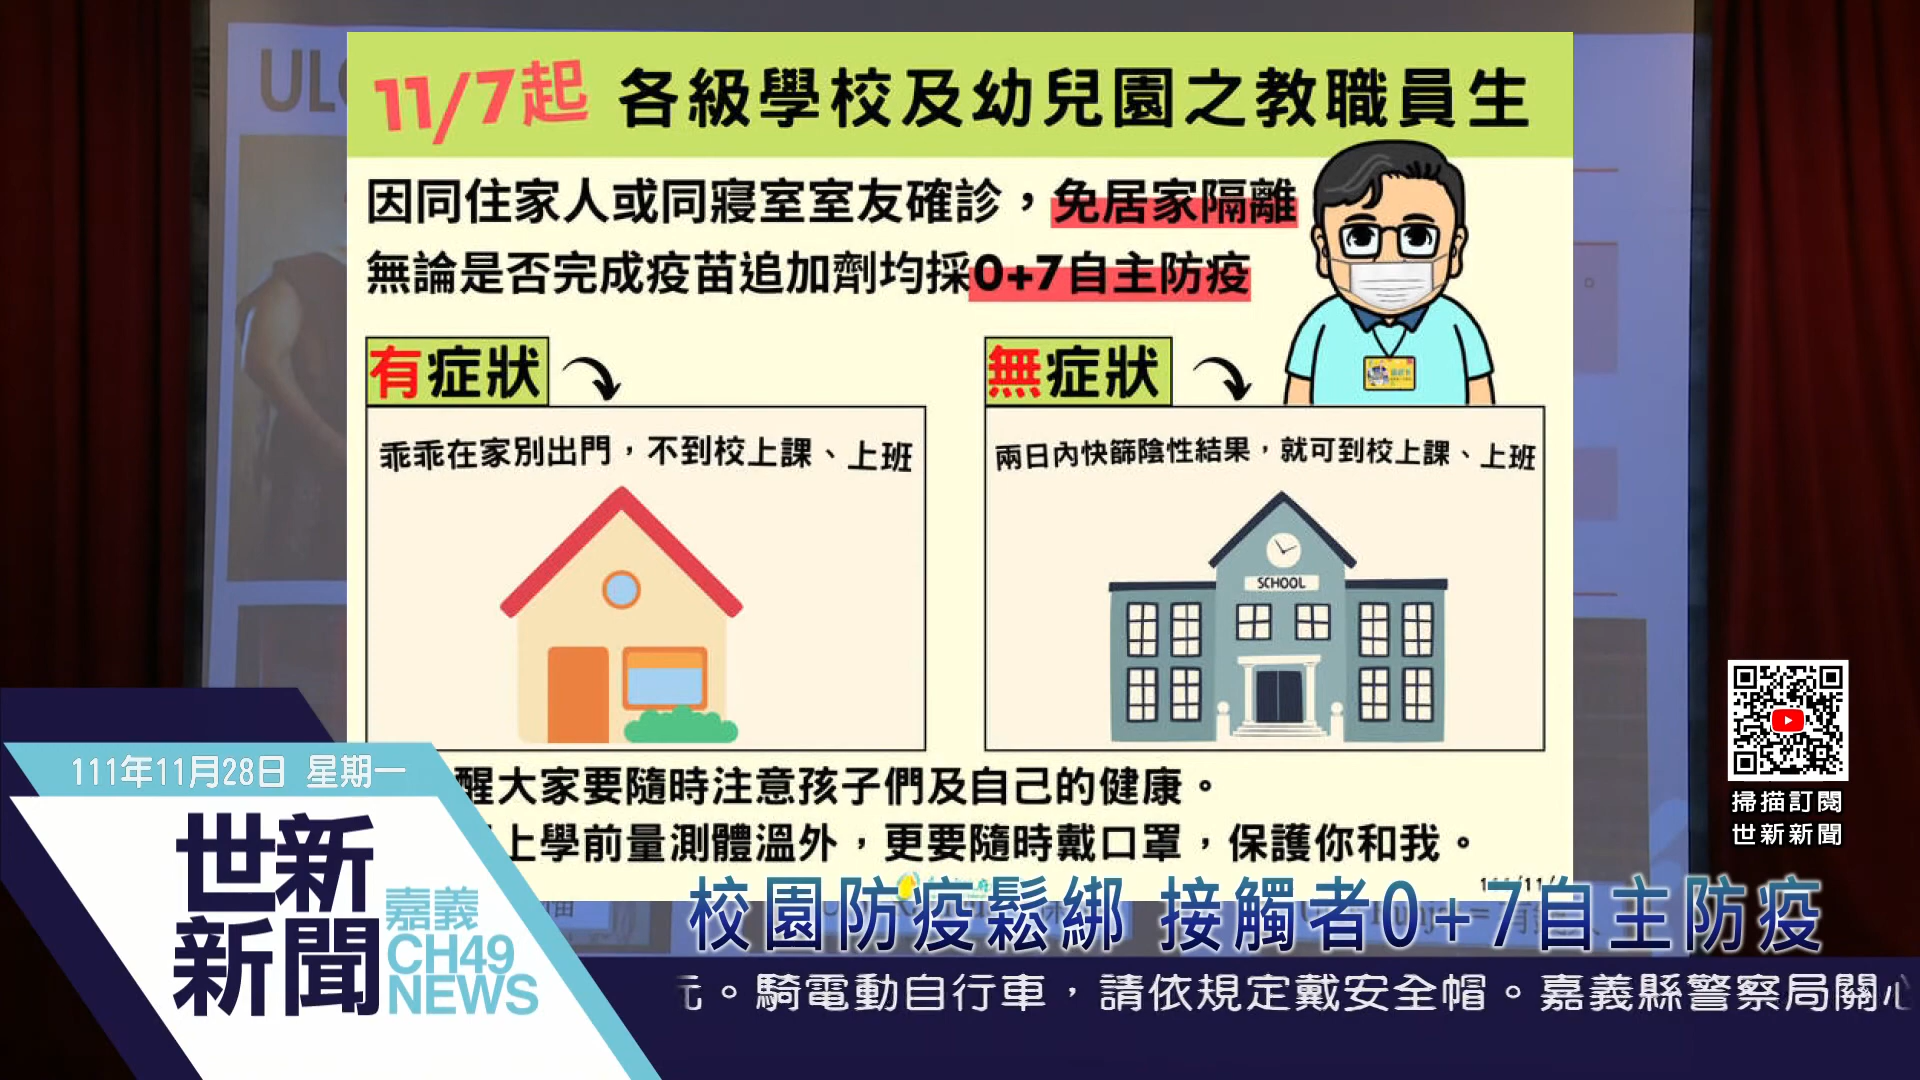 11/7起 各級學校及幼兒園之教職員生
因同住家人或同寢室室友確診，免居家隔離
無論是否完成疫苗追加劑均採0+7自主防疫
有症狀
無症狀
乖乖在家別出門，不到校上課、上班
兩日內快篩陰性結果，就可到校上課、上班
SCHOOL
醒大家要隨時注意孩子們及自己的健康。
上學前量測體溫外，更要隨時戴口罩，保護你和我。
掃描訂閱
世新新聞
111年11月28日 星期一
世新
新聞
嘉義
CH49
NEWS
校園防疫鬆綁 接觸者0+7自主防疫
元。騎電動自行車，請依規定戴安全帽。嘉義縣警察局關心